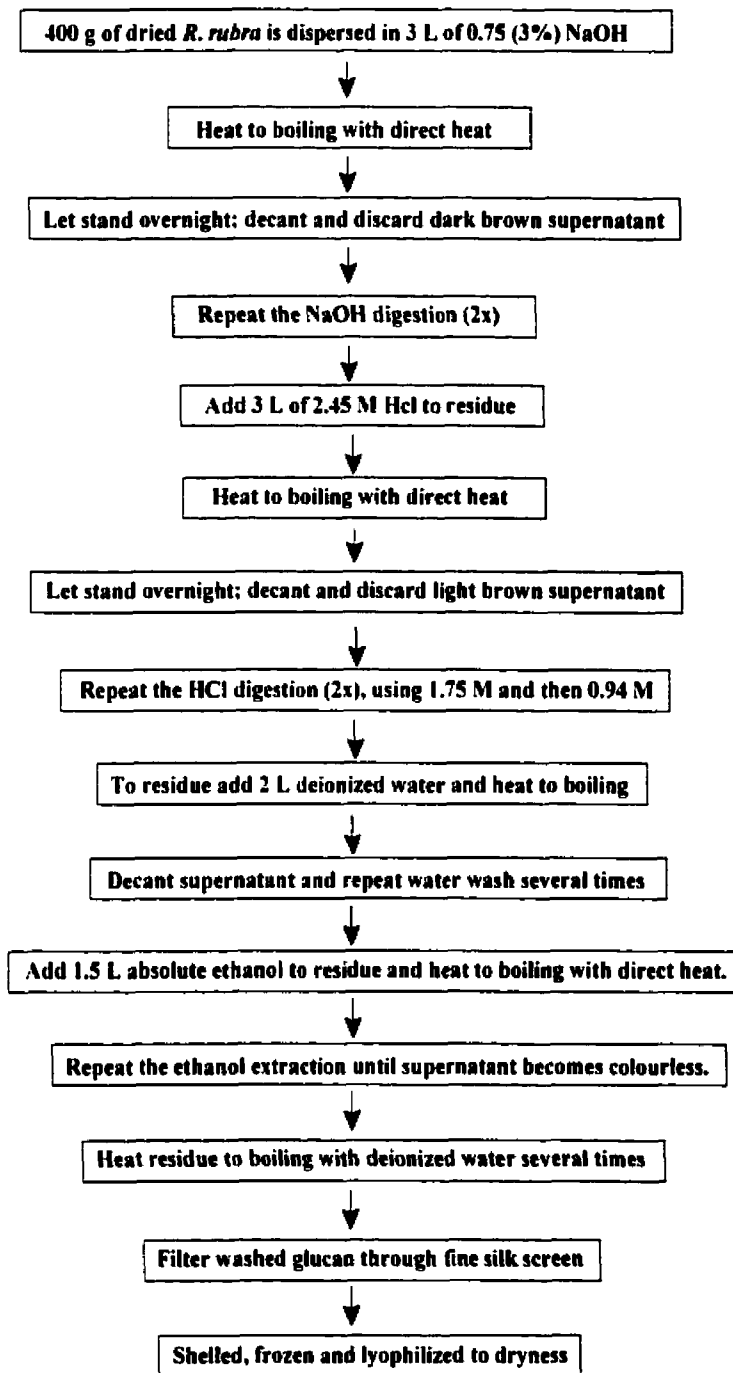 400 g of dried R. rubra is dispersed in 3 L of 0.75 (3%) NaOH
Heat to boiling with direct heat
Let stand overnight; decant and discard dark brown supernatant
Repeat the NaOH digestion (2x)
Add 3 L of 2.45 M Hcl to residue
Heat to boiling with direct heat
Let stand overnight; decant and discard light brown supernatant
Repeat the HCl digestion (2x), using 1.75 M and then 0.94 M
To residue add 2 L deionized water and heat to boiling
Decant supernatant and repeat water wash several times
Add 1.5 L absolute ethanol to residue and heat to boiling with direct heat.
Repeat the ethanol extraction until supernatant becomes colourless.
Heat residue to boiling with deionized water several times
Filter washed glucan through fine silk screen
Shelled, frozen and lyophilized to dryness